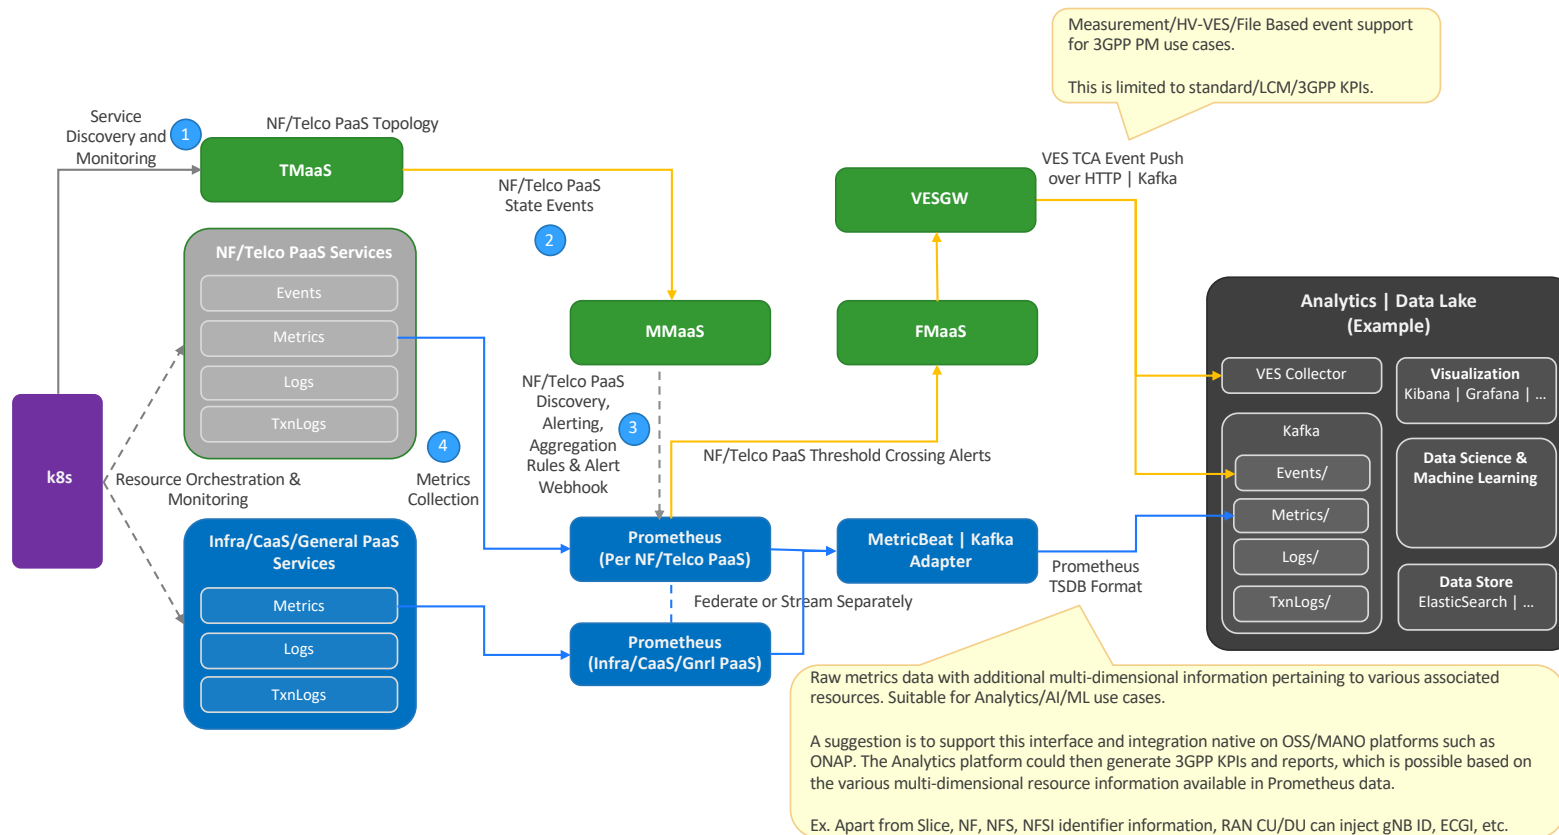 Measurement/HV-VES/File Based event support
for 3GPP PM use cases.
This is limited to standard/LCM/3GPP KPIs.
Service
Discovery and
Monitoring
1
NF/Telco PaaS Topology
TMaaS
NF/Telco PaaS
State Events
2
VES TCA Event Push
over HTTP | Kafka
VESGW
NF/Telco PaaS Services
Events
Metrics
Logs
TxnLogs
MMaaS
FMaaS
Analytics | Data Lake
(Example)
VES Collector
Visualization
Kibana | Grafana | ...
Kafka
Events/
Metrics/
Logs/
TxnLogs/
Data Science &
Machine Learning
Data Store
ElasticSearch | ...
NF/Telco PaaS
Discovery,
Alerting,
Aggregation
Rules & Alert
Webhook
3
NF/Telco PaaS Threshold Crossing Alerts
4
Metrics
Collection
k8s
Resource Orchestration &
Monitoring
Infra/CaaS/General PaaS
Services
Metrics
Logs
TxnLogs
Prometheus
(Per NF/Telco PaaS)
MetricBeat | Kafka
Adapter
Prometheus
TSDB Format
Federate or Stream Separately
Prometheus
(Infra/CaaS/Gnrl PaaS)
Raw metrics data with additional multi-dimensional information pertaining to various associated
resources. Suitable for Analytics/AI/ML use cases.
A suggestion is to support this interface and integration native on OSS/MANO platforms such as
ONAP. The Analytics platform could then generate 3GPP KPIs and reports, which is possible based on
the various multi-dimensional resource information available in Prometheus data.
Ex. Apart from Slice, NF, NFS, NFSI identifier information, RAN CU/DU can inject gNB ID, ECGI, etc.